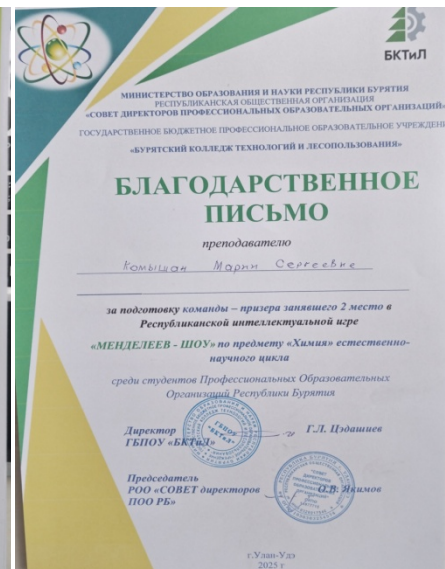 БКТиЛ
МИНИСТЕРСТВО ОБРАЗОВАНИЯ И НАУКИ РЕСПУБЛИКИ БУРЯТИЯ
РЕСПУБЛИКАНСКАЯ ОБЩЕСТВЕННАЯ ОРГАНИЗАЦИЯ
«СОВЕТ ДИРЕКТОРОВ ПРОФЕССИОНАЛЬНЫХ ОБРАЗОВАТЕЛЬНЫХ ОРГАНИЗАЦИЙ»
ГОСУДАРСТВЕННОЕ БЮДЖЕТНОЕ ПРОФЕССИОНАЛЬНОЕ ОБРАЗОВАТЕЛЬНОЕ УЧРЕЖДЕНИ
«БУРЯТСКИЙ КОЛЛЕДЖ ТЕХНОЛОГИЙ И ЛЕСОПОЛЬЗОВАНИЯ»
БЛАГОДАРСТВЕННОЕ
ПИСЬМО
преподавателю
Комышан Марии Сергеевне
за подготовку команды – призера занявшего 2 место в
Республиканской интеллектуальной игре
«МЕНДЕЛЕЕВ - ШОУ» по предмету «Химия» естественно-
научного цикла
среди студентов Профессиональных Образовательных
Организаций Республики Бурятия
Директор
ГБПОУ «БКТиЛ»
Г.Л. Цэдашиев
ГБПОУ
"БКТиЛ"
Председатель
РОО «СОВЕТ директоров
ПОО РБ»
О.В. Якимов
г.Улан-Удэ
2025 г